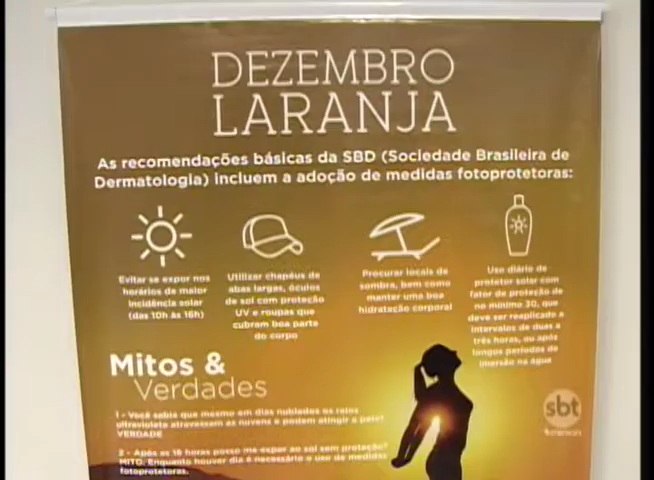 DEZEMBRO
LARANJA
As recomendações básicas da SBD (Sociedade Brasileira de
Dermatologia) incluem a adoção de medidas fotoprotetoras:
Evitar se expor nos
horários de maior
incidência solar
(das 10h às 16h)
Utilizar chapéus de
abas largas, óculos
de sol com proteção
UV e roupas que
cubram boa parte
do corpo
Procurar locais de
sombra, bem como
manter uma boa
hidratação corporal
Uso diário de
protetor solar com
fator de proteção de
no mínimo 30, que
deve ser reaplicado a
intervalos de duas a
três horas, ou após
longos períodos de
imersão na água
Mitos &
Verdades
1 - Você sabia que mesmo em dias nublados os raios
ultravioleta atravessam as nuvens e podem atingir a pele?
VERDADE
2 - Após as 16 horas posso me expor ao sol sem proteção?
MITO. Enquanto houver dia é necessário o uso de medidas
fotoprotetoras.
sbt